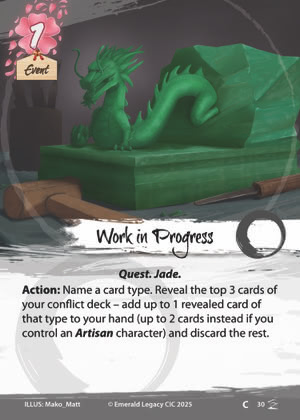 1
Event
Work in Progress
Quest. Jade.
Action: Name a card type. Reveal the top 3 cards of
your conflict deck – add up to 1 revealed card of
that type to your hand (up to 2 cards instead if you
control an Artisan character) and discard the rest.
ILLUS: Mako_Matt © Emerald Legacy CIC 2025 C 30